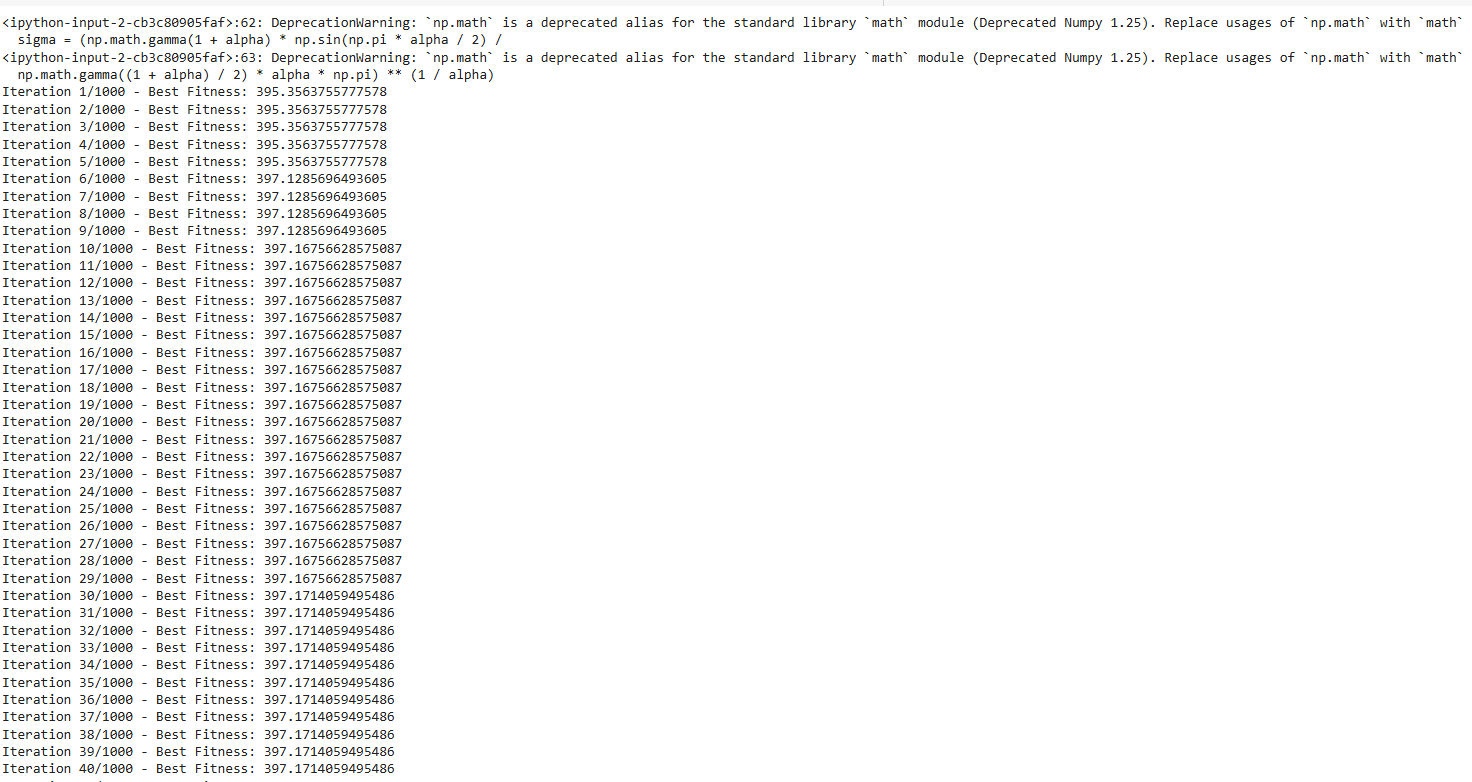 <ipython-input-2-cb3c80905faf>:62: DeprecationWarning: `np.math` is a deprecated alias for the standard library `math` module (Deprecated Numpy 1.25). Replace usages of `np.math` with `math`
  sigma = (np.math.gamma(1 + alpha) * np.sin(np.pi * alpha / 2) /
<ipython-input-2-cb3c80905faf>:63: DeprecationWarning: `np.math` is a deprecated alias for the standard library `math` module (Deprecated Numpy 1.25). Replace usages of `np.math` with `math`
  np.math.gamma((1 + alpha) / 2) * alpha * np.pi) ** (1 / alpha)
Iteration 1/1000 - Best Fitness: 395.3563755777578
Iteration 2/1000 - Best Fitness: 395.3563755777578
Iteration 3/1000 - Best Fitness: 395.3563755777578
Iteration 4/1000 - Best Fitness: 395.3563755777578
Iteration 5/1000 - Best Fitness: 395.3563755777578
Iteration 6/1000 - Best Fitness: 397.1285696493605
Iteration 7/1000 - Best Fitness: 397.1285696493605
Iteration 8/1000 - Best Fitness: 397.1285696493605
Iteration 9/1000 - Best Fitness: 397.1285696493605
Iteration 10/1000 - Best Fitness: 397.16756628575087
Iteration 11/1000 - Best Fitness: 397.16756628575087
Iteration 12/1000 - Best Fitness: 397.16756628575087
Iteration 13/1000 - Best Fitness: 397.16756628575087
Iteration 14/1000 - Best Fitness: 397.16756628575087
Iteration 15/1000 - Best Fitness: 397.16756628575087
Iteration 16/1000 - Best Fitness: 397.16756628575087
Iteration 17/1000 - Best Fitness: 397.16756628575087
Iteration 18/1000 - Best Fitness: 397.16756628575087
Iteration 19/1000 - Best Fitness: 397.16756628575087
Iteration 20/1000 - Best Fitness: 397.16756628575087
Iteration 21/1000 - Best Fitness: 397.16756628575087
Iteration 22/1000 - Best Fitness: 397.16756628575087
Iteration 23/1000 - Best Fitness: 397.16756628575087
Iteration 24/1000 - Best Fitness: 397.16756628575087
Iteration 25/1000 - Best Fitness: 397.16756628575087
Iteration 26/1000 - Best Fitness: 397.16756628575087
Iteration 27/1000 - Best Fitness: 397.16756628575087
Iteration 28/1000 - Best Fitness: 397.16756628575087
Iteration 29/1000 - Best Fitness: 397.16756628575087
Iteration 30/1000 - Best Fitness: 397.1714059495486
Iteration 31/1000 - Best Fitness: 397.1714059495486
Iteration 32/1000 - Best Fitness: 397.1714059495486
Iteration 33/1000 - Best Fitness: 397.1714059495486
Iteration 34/1000 - Best Fitness: 397.1714059495486
Iteration 35/1000 - Best Fitness: 397.1714059495486
Iteration 36/1000 - Best Fitness: 397.1714059495486
Iteration 37/1000 - Best Fitness: 397.1714059495486
Iteration 38/1000 - Best Fitness: 397.1714059495486
Iteration 39/1000 - Best Fitness: 397.1714059495486
Iteration 40/1000 - Best Fitness: 397.1714059495486